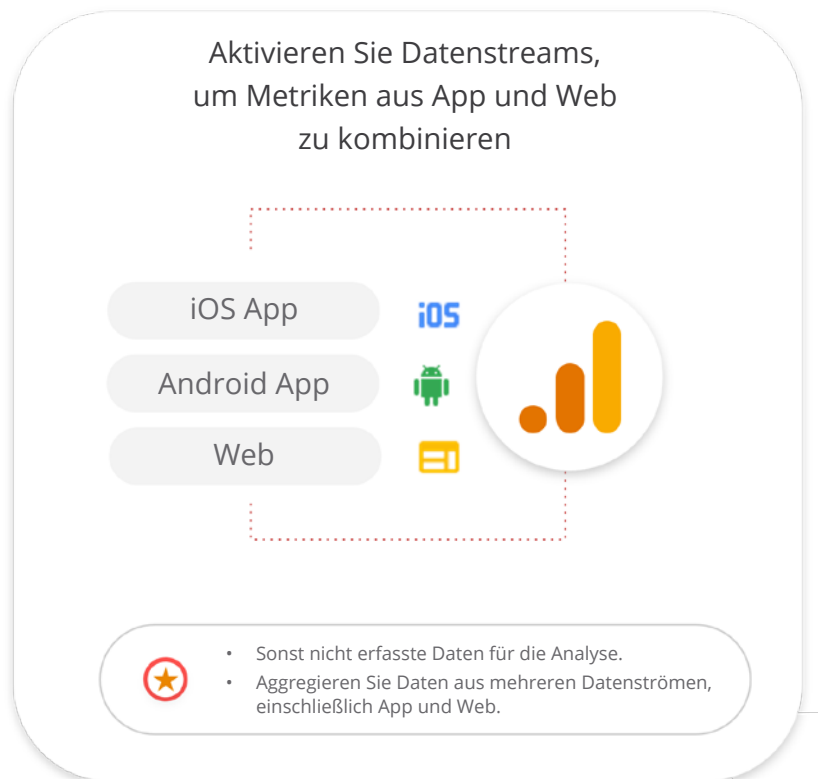 Aktivieren Sie Datenstreams,
um Metriken aus App und Web
zu kombinieren
iOS App
iOS
Android App
Web
• Sonst nicht erfasste Daten für die Analyse.
• Aggregieren Sie Daten aus mehreren Datenströmen,
einschließlich App und Web.